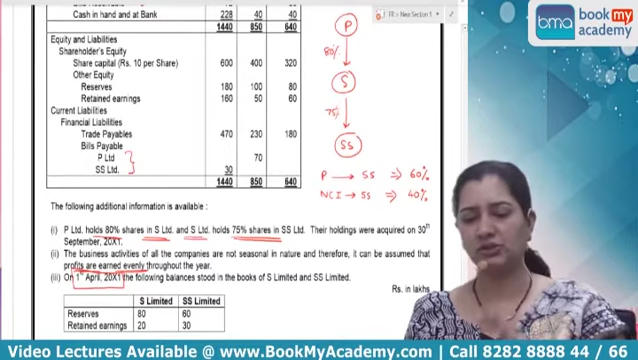 Cash in hand and at Bank 228 40 40
1440 850 640
Equity and Liabilities
Shareholder's Equity
Share capital (Rs. 10 per Share) 600 400 320
Other Equity
Reserves 180 100 80
Retained earnings 160 50 60
Current Liabilities
Financial Liabilities
Trade Payables 470 230 180
Bills Payable
P Ltd 70
SS Ltd. 30
1440 850 640
FR :- New Section 1
P
80%
S
75%
SS
P → SS ⇒ 60%
NCI → SS ⇒ 40%
book my
bma
academy
The following additional information is available:
(i) P Ltd. holds 80% shares in S Ltd. and S Ltd. holds 75% shares in SS Ltd. Their holdings were acquired on 30th
September, 20X1.
(ii) The business activities of all the companies are not seasonal in nature and therefore, it can be assumed that
profits are earned evenly throughout the year.
(iii) On 1st April, 20X1 the following balances stood in the books of S Limited and SS Limited.
Rs. in lakhs
S Limited SS Limited
Reserves 80 60
Retained earnings 20 30
Video Lectures Available @ www.BookMyAcademy.com | Call 8282 8888 44 / 66